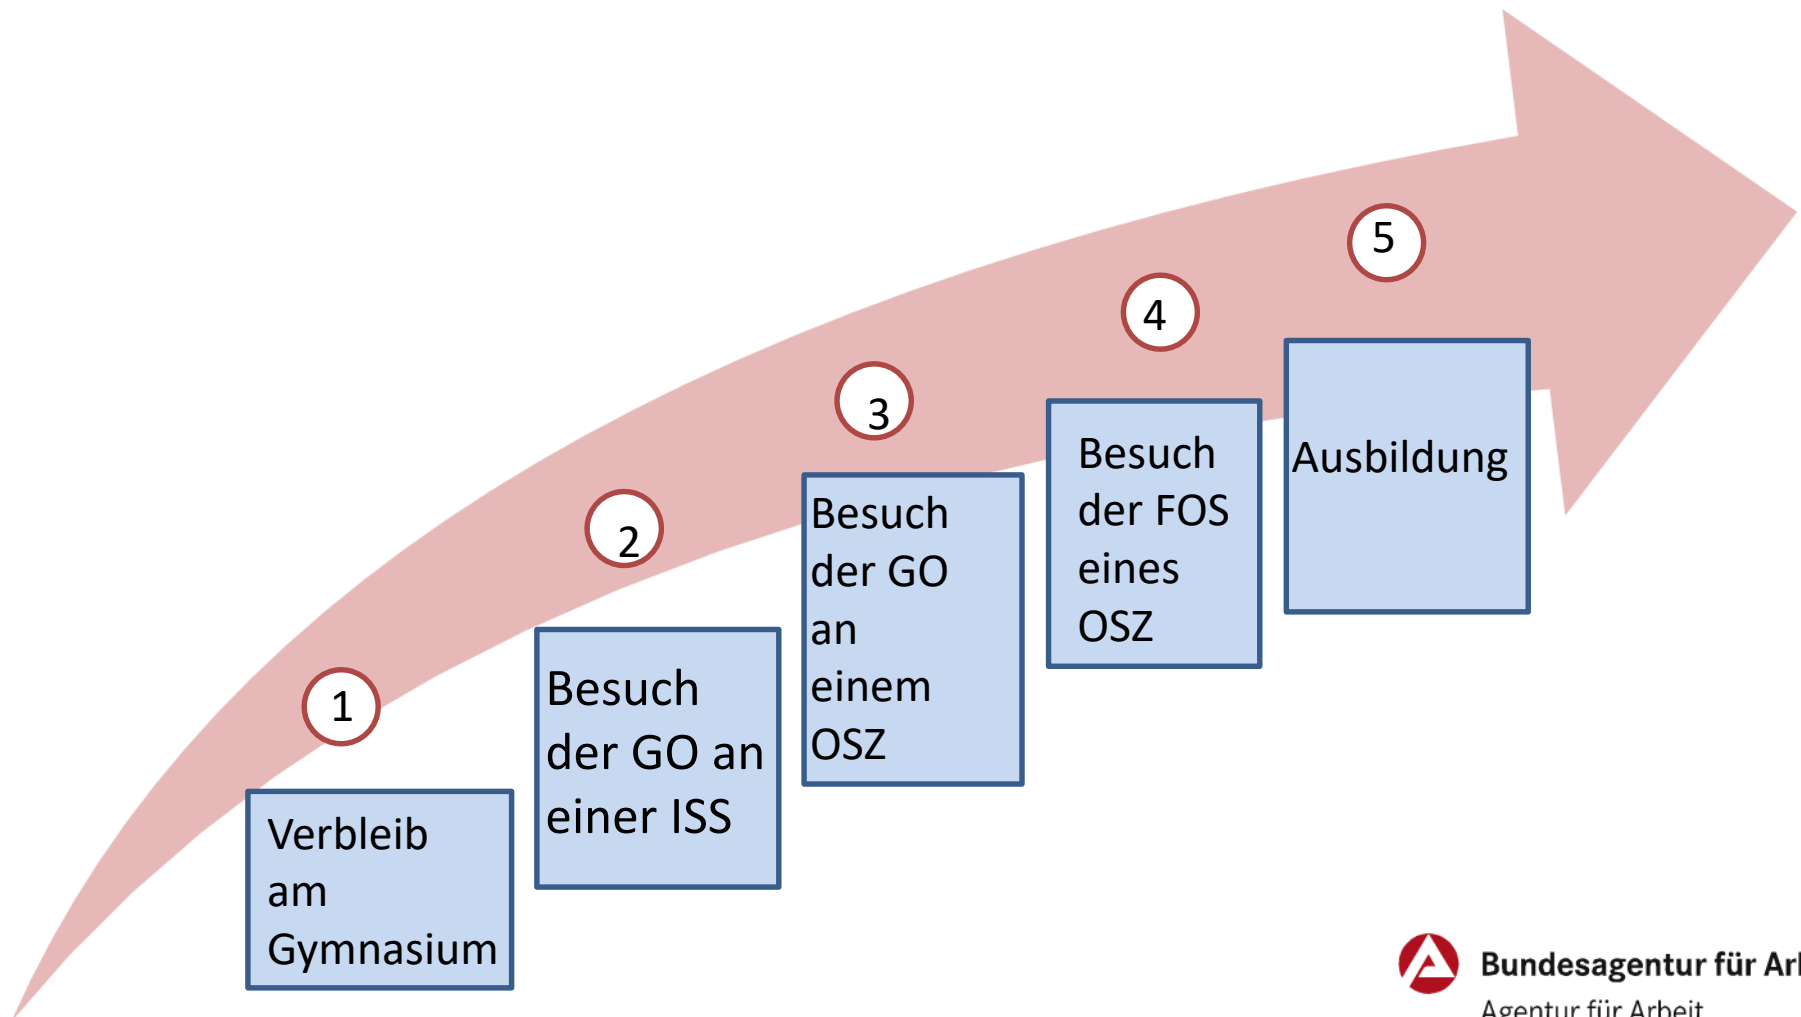 1
Verbleib
am
Gymnasium
2
Besuch
der GO an
einer ISS
3
Besuch
der GO
an
einem
OSZ
4
Besuch
der FOS
eines
OSZ
5
Ausbildung
Bundesagentur für Arl
Agentur für Arbeit